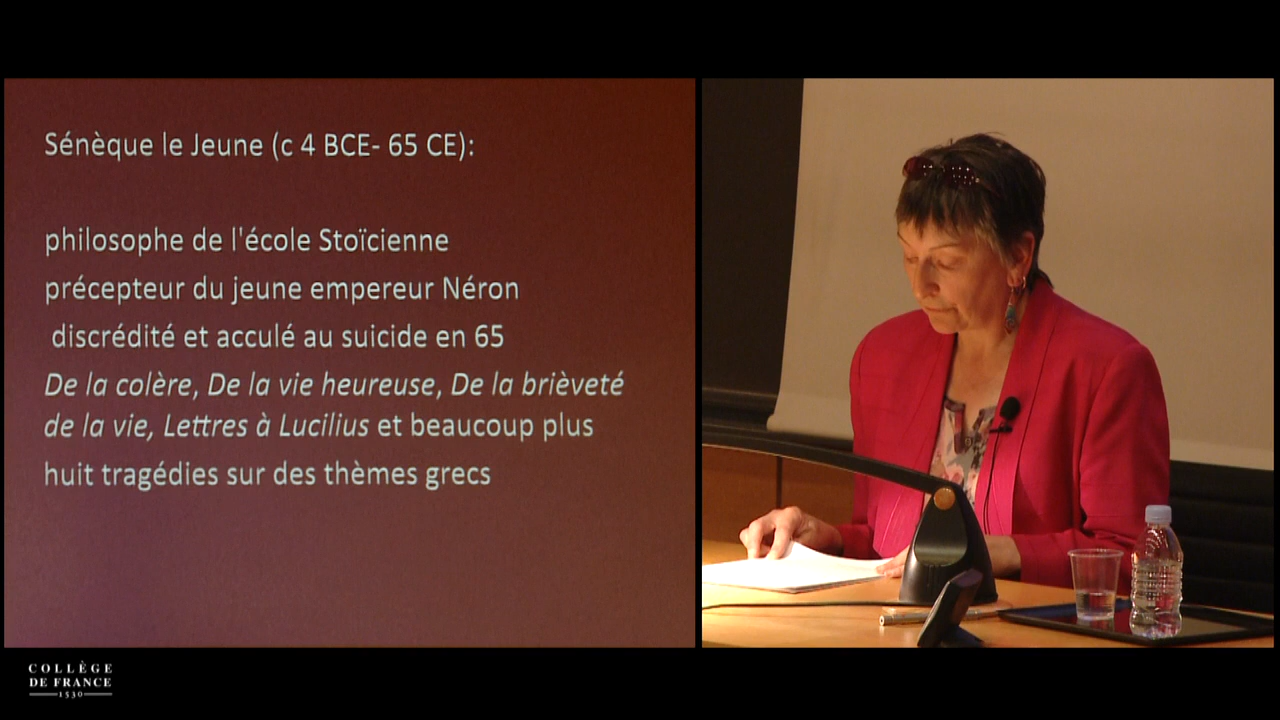 Sénèque le Jeune (c 4 BCE- 65 CE):
philosophe de l'école Stoïcienne
précepteur du jeune empereur Néron
discrédité et acculé au suicide en 65
De la colère, De la vie heureuse, De la brièveté
de la vie, Lettres à Lucilius et beaucoup plus
huit tragédies sur des thèmes grecs
COLLÈGE
DE FRANCE
1530